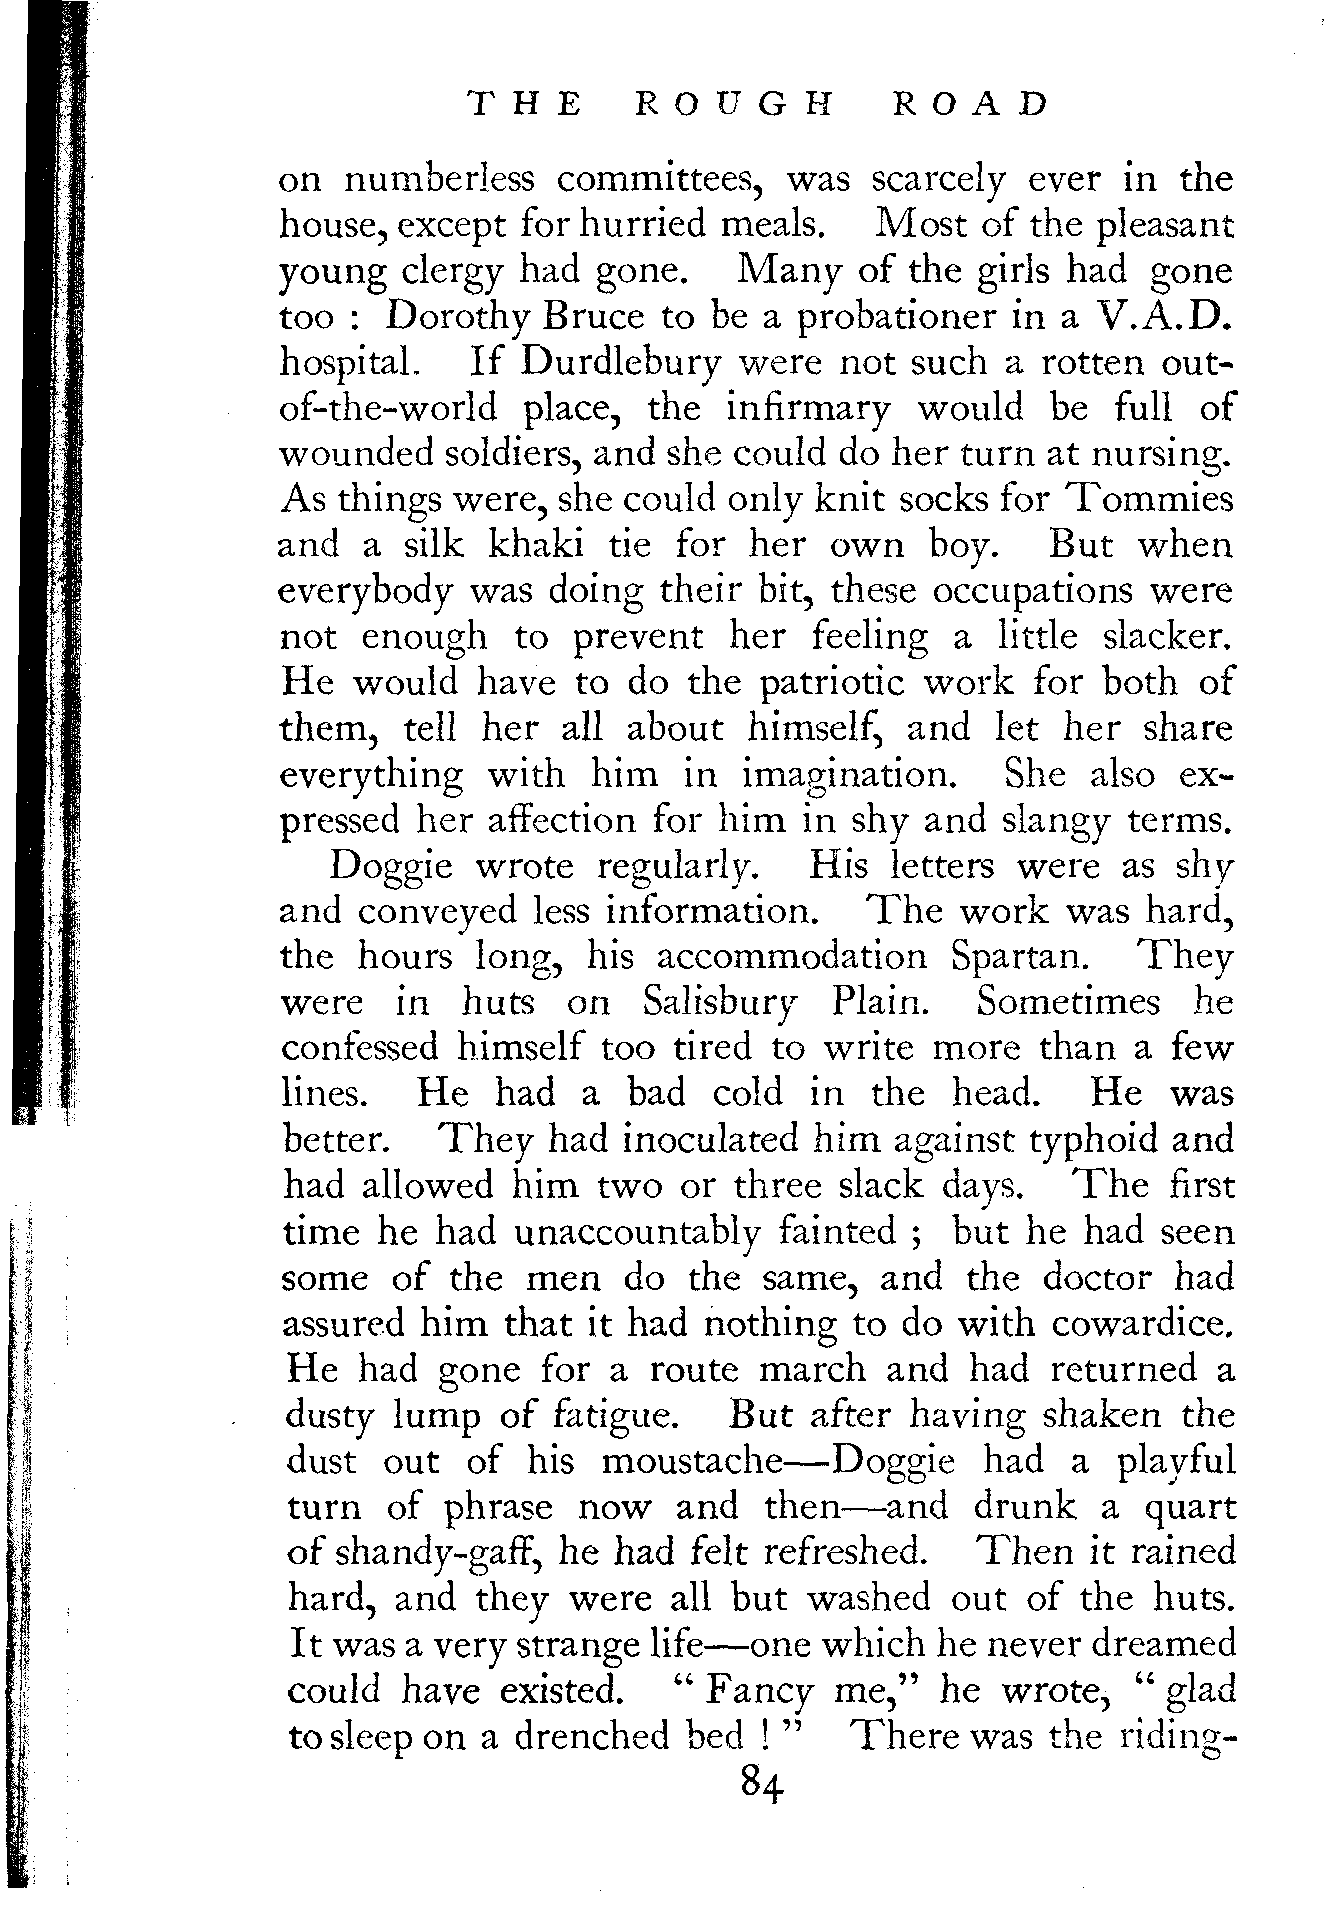 THE ROUGH ROAD
on numberless committees, was scarcely ever in the
house, except for hurried meals. Most of the pleasant
young clergy had gone. Many of the girls had gone
too : Dorothy Bruce to be a probationer in a V.A.D.
hospital. If Durdlebury were not such a rotten out-
of-the-world place, the infirmary would be full of
wounded soldiers, and she could do her turn at nursing.
As things were, she could only knit socks for Tommies
and a silk khaki tie for her own boy. But when
everybody was doing their bit, these occupations were
not enough to prevent her feeling a little slacker.
He would have to do the patriotic work for both of
them, tell her all about himself, and let her share
everything with him in imagination. She also ex-
pressed her affection for him in shy and slangy terms.
Doggie wrote regularly. His letters were as shy
and conveyed less information. The work was hard,
the hours long, his accommodation Spartan. They
were in huts on Salisbury Plain. Sometimes he
confessed himself too tired to write more than a few
lines. He had a bad cold in the head. He was
better. They had inoculated him against typhoid and
had allowed him two or three slack days. The first
time he had unaccountably fainted ; but he had seen
some of the men do the same, and the doctor had
assured him that it had nothing to do with cowardice.
He had gone for a route march and had returned a
dusty lump of fatigue. But after having shaken the
dust out of his moustache—Doggie had a playful
turn of phrase now and then—and drunk a quart
of shandy-gaff, he had felt refreshed. Then it rained
hard, and they were all but washed out of the huts.
It was a very strange life—one which he never dreamed
could have existed. “ Fancy me,” he wrote, “ glad
to sleep on a drenched bed ! ” There was the riding-
84